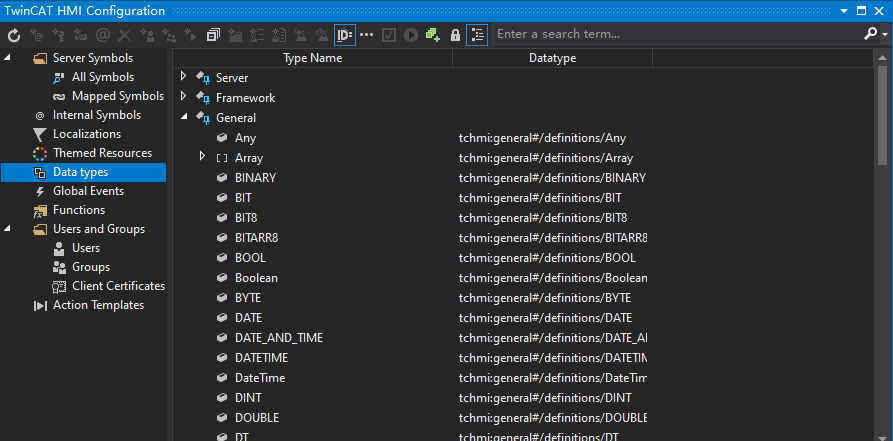 TwinCAT HMI Configuration
ID= Enter a search term...
Server Symbols
All Symbols
Mapped Symbols
Internal Symbols
Localizations
Themed Resources
Data types
Global Events
Functions
Users and Groups
Users
Groups
Client Certificates
Action Templates
Type Name Datatype
Server
Framework
General
Any tchmi:general#/definitions/Any
Array tchmi:general#/definitions/Array
BINARY tchmi:general#/definitions/BINARY
BIT tchmi:general#/definitions/BIT
BIT8 tchmi:general#/definitions/BIT8
BITARR8 tchmi:general#/definitions/BITARR8
BOOL tchmi:general#/definitions/BOOL
Boolean tchmi:general#/definitions/Boolean
BYTE tchmi:general#/definitions/BYTE
DATE tchmi:general#/definitions/DATE
DATE_AND_TIME tchmi:general#/definitions/DATE_AI
DATETIME tchmi:general#/definitions/DATETIM
DateTime tchmi:general#/definitions/DateTim
DINT tchmi:general#/definitions/DINT
DOUBLE tchmi:general#/definitions/DOUBLE
DT tchmi:general#/definitions/DT